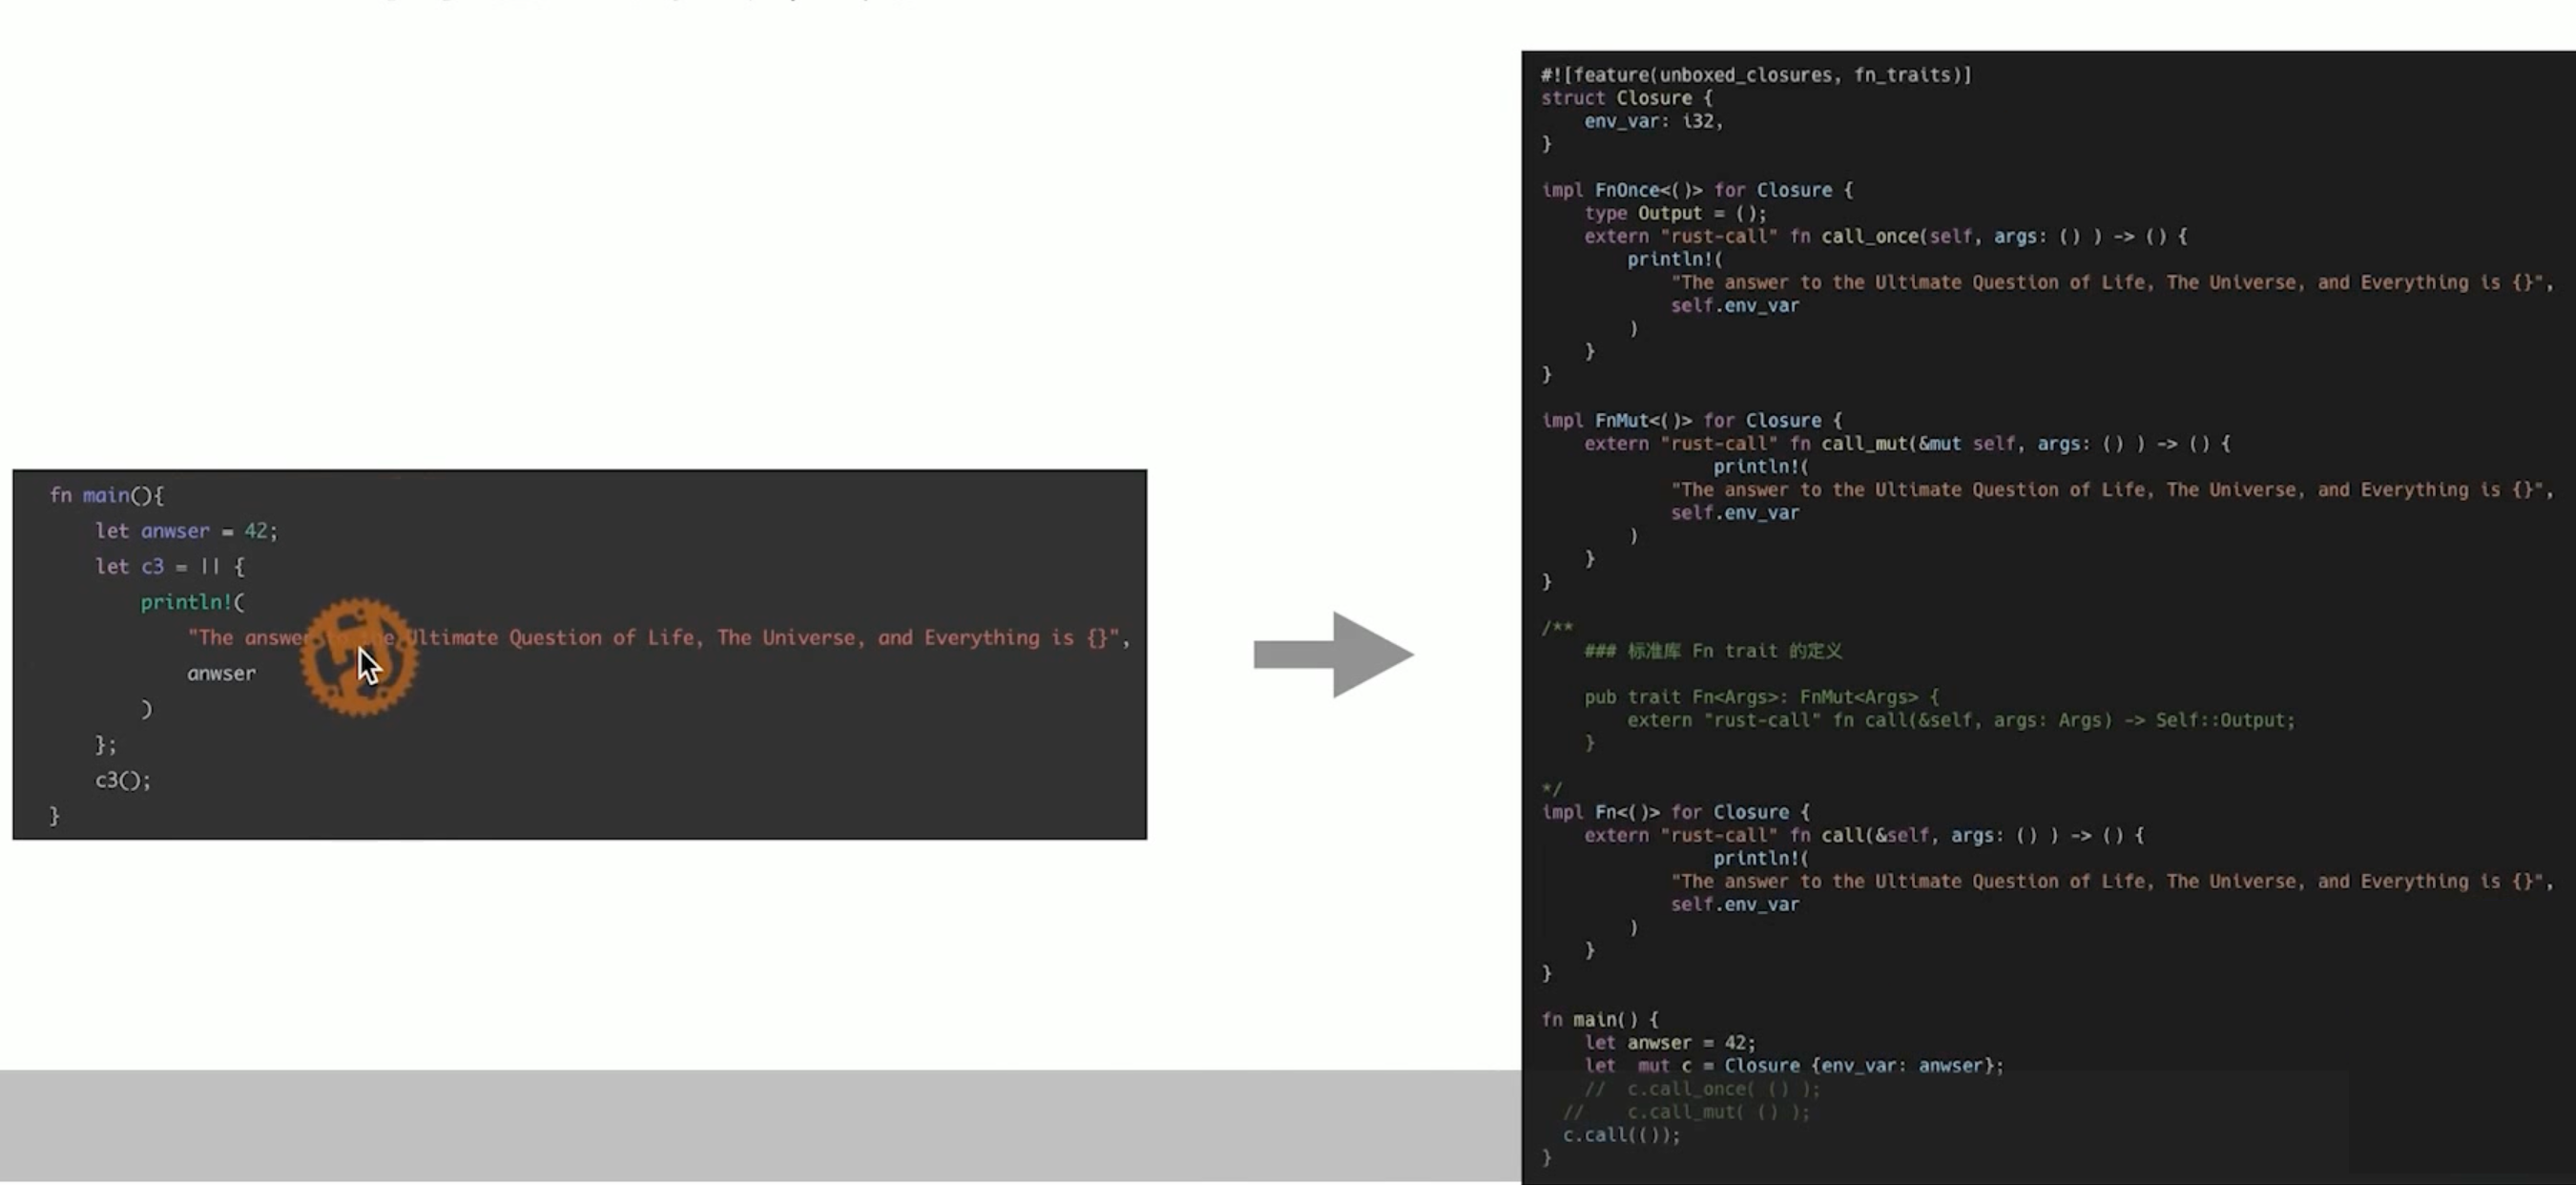 fn main(){
let anwser = 42;
let c3 = || {
println!(
"The answer to the Ultimate Question of Life, The Universe, and Everything is {}",
anwser
)
};
c3();
}
#![feature(unboxed_closures, fn_traits)]
struct Closure {
env_var: i32,
}
impl FnOnce<()> for Closure {
type Output = ();
extern "rust-call" fn call_once(self, args: () ) -> () {
println!(
"The answer to the Ultimate Question of Life, The Universe, and Everything is {}",
self.env_var
)
}
}
impl FnMut<()> for Closure {
extern "rust-call" fn call_mut(&mut self, args: () ) -> () {
println!(
"The answer to the Ultimate Question of Life, The Universe, and Everything is {}",
self.env_var
)
}
}
/**
### 标准库 Fn trait 的定义
pub trait Fn<Args>: FnMut<Args> {
extern "rust-call" fn call(&self, args: Args) -> Self::Output;
}
*/
impl Fn<()> for Closure {
extern "rust-call" fn call(&self, args: () ) -> () {
println!(
"The answer to the Ultimate Question of Life, The Universe, and Everything is {}",
self.env_var
)
}
}
fn main() {
let anwser = 42;
let mut c = Closure {env_var: anwser};
// c.call_once( () );
// c.call_mut( () );
c.call(());
}